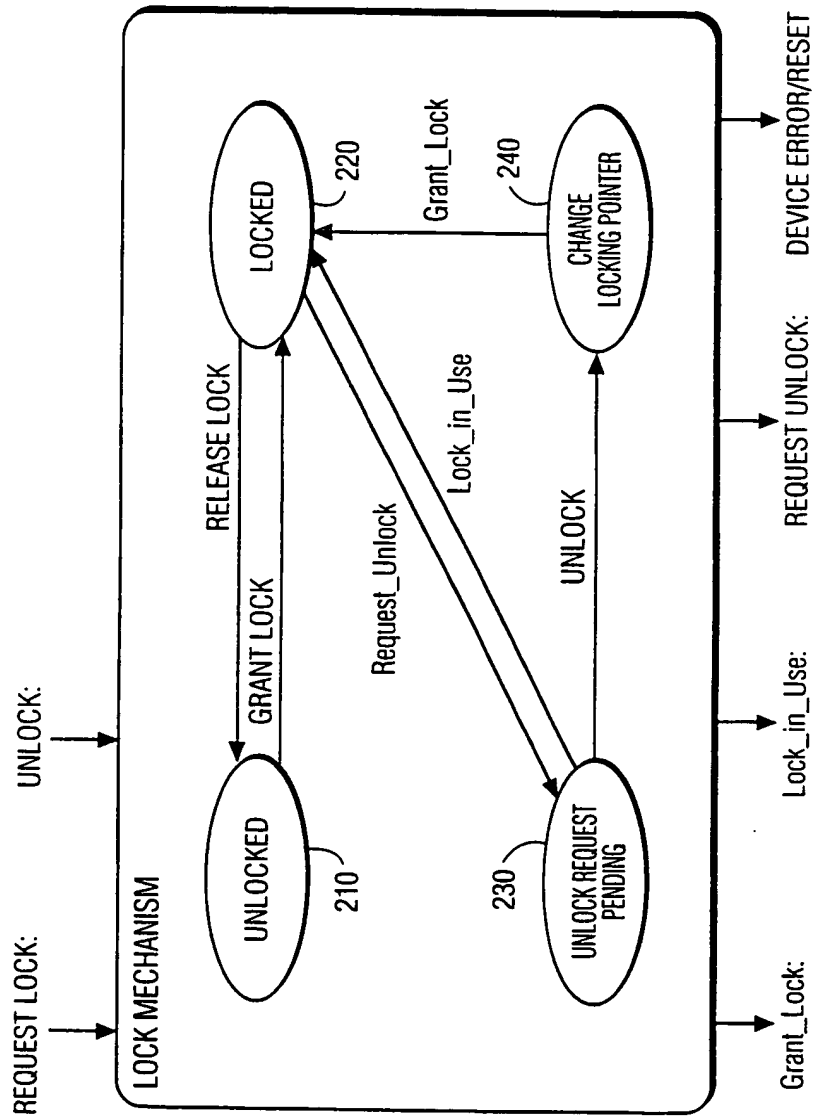 REQUEST LOCK:
UNLOCK:
LOCK MECHANISM
UNLOCKED
210
RELEASE LOCK
GRANT LOCK
LOCKED
220
Request_Unlock
Lock_in_Use
Grant_Lock
230
UNLOCK REQUEST
PENDING
UNLOCK
240
CHANGE
LOCKING POINTER
Grant_Lock:
Lock_in_Use:
REQUEST UNLOCK:
DEVICE ERROR/RESET